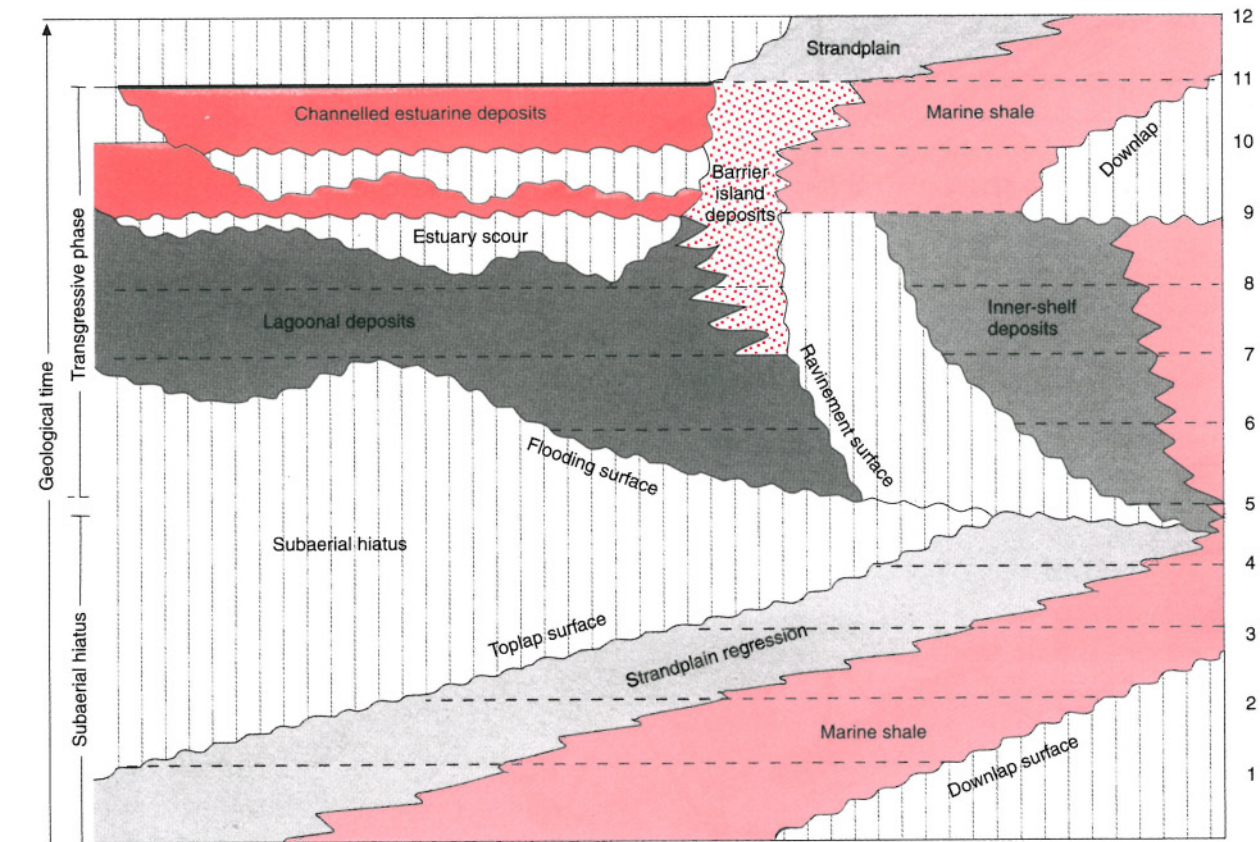 12
Strandplain
11
Channelled estuarine deposits
Marine shale
10
Downlap
Barrier
island
deposits
9
Estuary scour
Transgressive phase
8
Lagoonal deposits
Inner-shelf
deposits
7
Ravinement surface
6
Flooding surface
Geological time
5
Subaerial hiatus
4
Toplap surface
3
Strandplain regression
Subaerial hiatus
2
Marine shale
Downlap surface
1